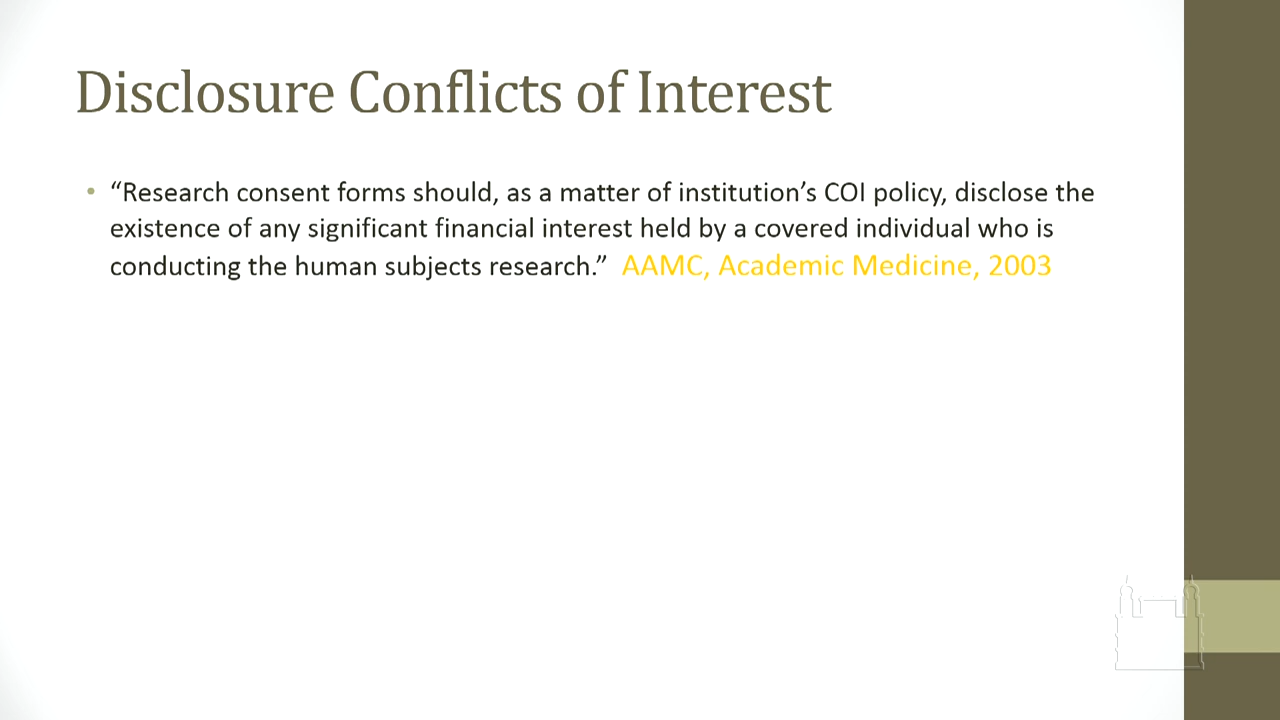 Disclosure Conflicts of Interest
• “Research consent forms should, as a matter of institution’s COI policy, disclose the
existence of any significant financial interest held by a covered individual who is
conducting the human subjects research.” AAMC, Academic Medicine, 2003